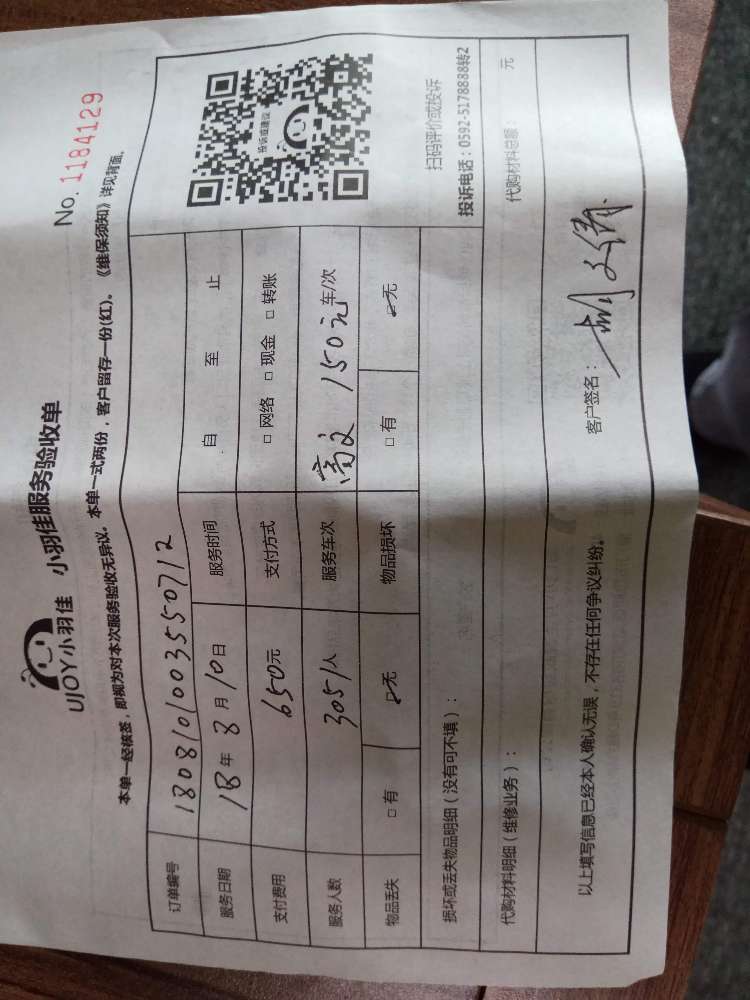 UJOY小羽佳 小羽佳服务验收单
No. 1184129
本单一经核签，即视为对本次服务验收无异议。本单一式两份，客户留存一份(红)。《维保须知》详见背面。
订单编号 180810100355071​2
服务日期 18年8月10日 服务时间 自 至 止
支付费用 650元 支付方式 □ 网络 □ 现金 □ 转账
服务人数 3051人 服务车次 150元车/次
物品丢失 □ 有 □ 无 物品损坏 □ 有 □ 无
投诉或建议
扫码评价或投诉
投诉电话：0592-5178888转2
损坏或丢失物品明细（没有可不填）：
代购材料明细（维修业务）： 代购材料总额： 元
以上填写信息已经本人确认无误，不存在任何争议纠纷。 客户签名：